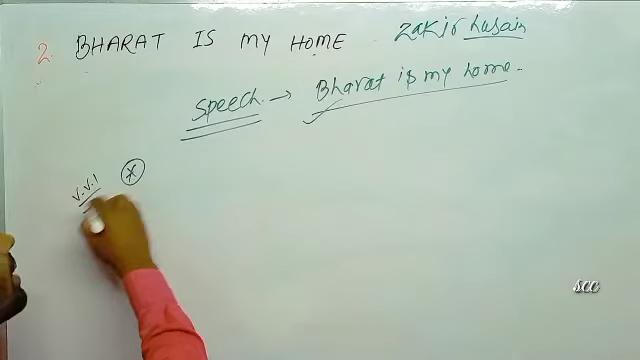 2. BHARAT IS MY HOME Zakir husain
Speech. → Bharat is my home.
V.V.I
scc